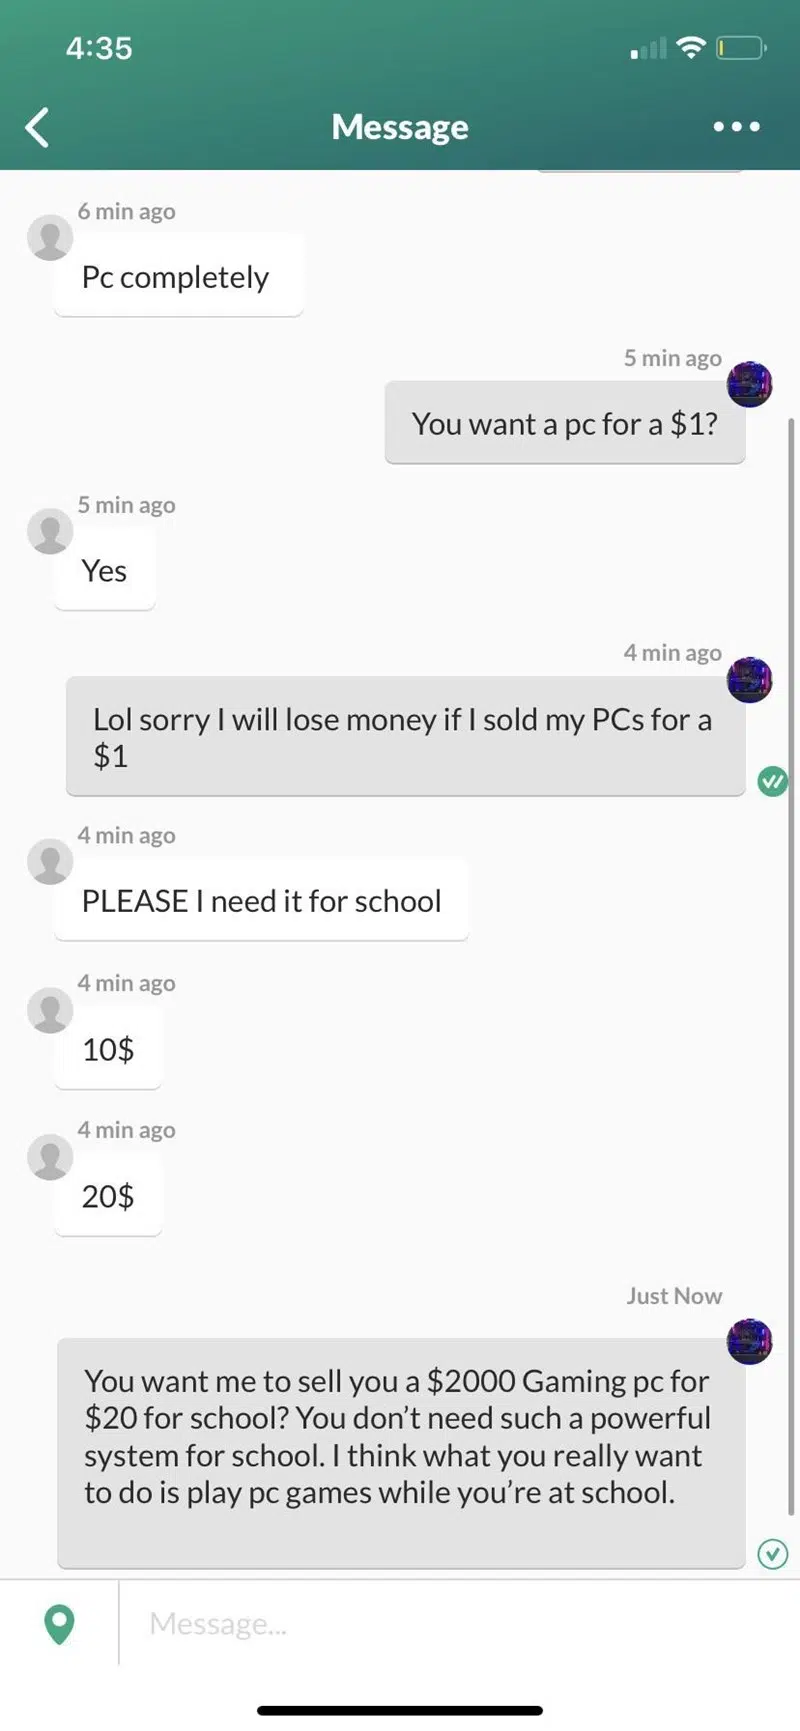 4:35
Message
6 min ago
Pc completely
5 min ago
You want a pc for a $1?
5 min ago
Yes
4 min ago
Lol sorry I will lose money if I sold my PCs for a
$1
4 min ago
PLEASE I need it for school
4 min ago
10$
4 min ago
20$
Just Now
You want me to sell you a $2000 Gaming pc for
$20 for school? You don’t need such a powerful
system for school. I think what you really want
to do is play pc games while you’re at school.
Message...